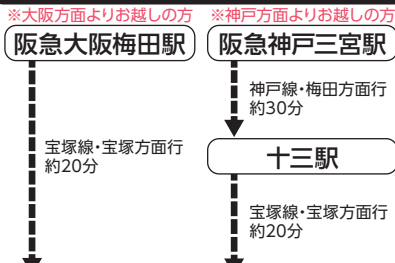 ※大阪方面よりお越しの方
阪急大阪梅田駅
宝塚線・宝塚方面行
約20分
※神戸方面よりお越しの方
阪急神戸三宮駅
神戸線・梅田方面行
約30分
十三駅
宝塚線・宝塚方面行
約20分